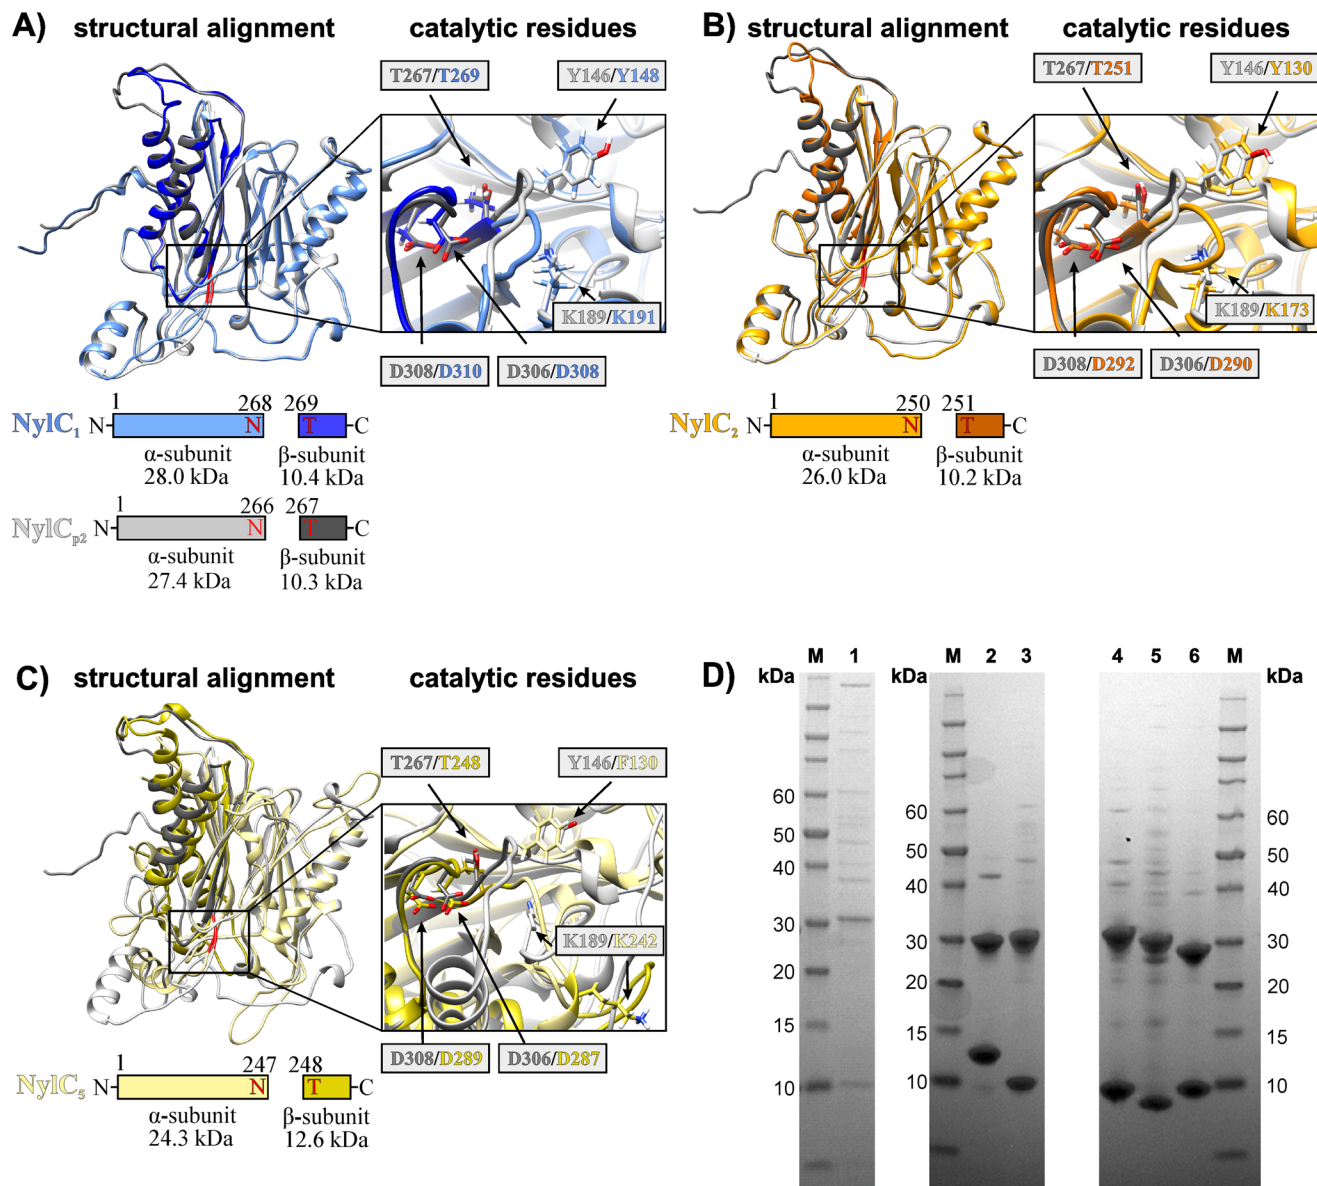 A) structural alignment catalytic residues
T267/T269 Y146/Y148
K189/K191
D308/D310 D306/D308
1 268 269
NylC1 N N T C
α-subunit β-subunit
28.0 kDa 10.4 kDa
1 266 267
NylCp2 N N T C
α-subunit β-subunit
27.4 kDa 10.3 kDa
B) structural alignment catalytic residues
T267/T251 Y146/Y130
K189/K173
D308/D292 D306/D290
1 250 251
NylC2 N N T C
α-subunit β-subunit
26.0 kDa 10.2 kDa
C) structural alignment catalytic residues
T267/T248 Y146/F130
K189/K242
D308/D289 D306/D287
1 247 248
NylC5 N N T C
α-subunit β-subunit
24.3 kDa 12.6 kDa
D) kDa M 1 kDa M 2 3 4 5 6 M kDa
60 60 60
50 50 50
40 40 40
30 30 30
20 20 20
15 15 15
10 10 10